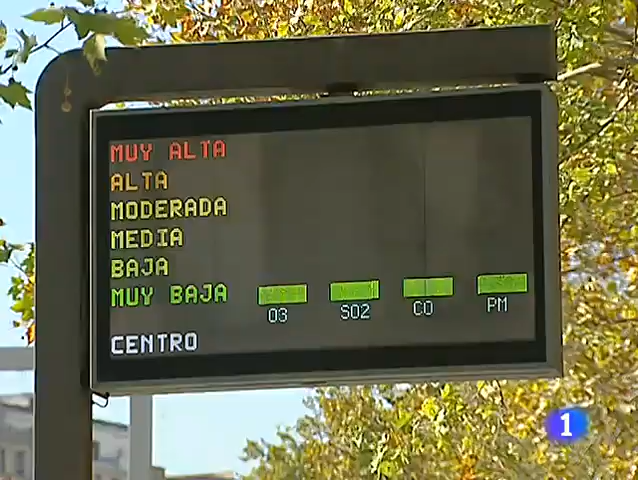 MUY ALTA
ALTA
MODERADA
MEDIA
BAJA
MUY BAJA
O3 SO2 CO PM
CENTRO
1